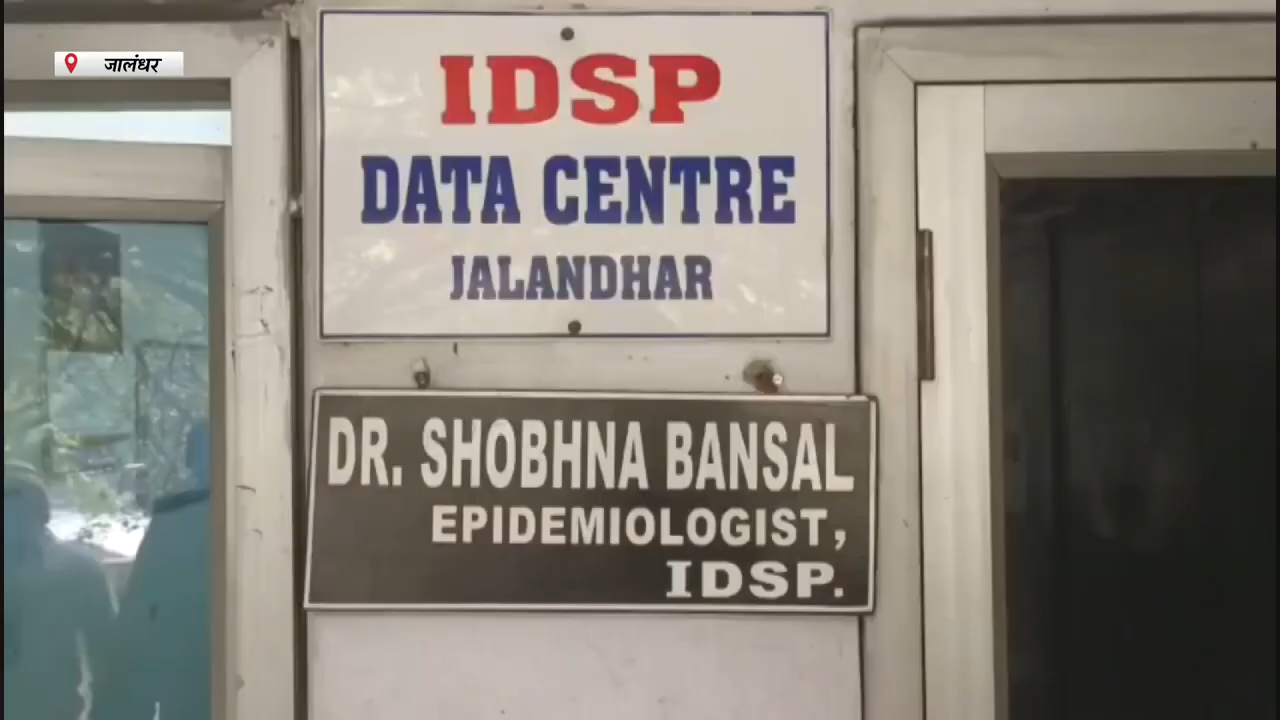 जालंधर
IDSP
DATA CENTRE
JALANDHAR
DR. SHOBHNA BANSAL
EPIDEMIOLOGIST,
IDSP.